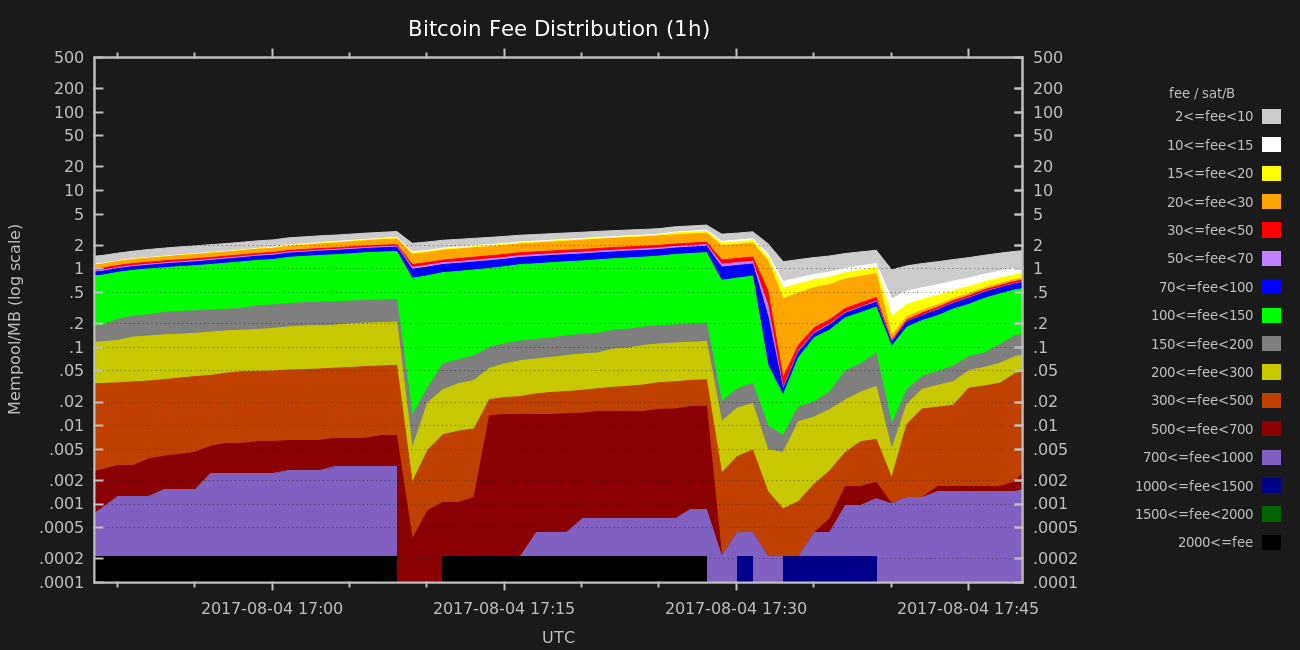 Bitcoin Fee Distribution (1h)
500 500
200 200
100 100
50 50
20 20
10 10
5 5
2 2
1 1
.5 .5
.2 .2
.1 .1
.05 .05
.02 .02
.01 .01
.005 .005
.002 .002
.001 .001
.0005 .0005
.0002 .0002
.0001 .0001
Mempool/MB (log scale)
2017-08-04 17:00 2017-08-04 17:15 2017-08-04 17:30 2017-08-04 17:45
UTC
fee / sat/B
2<=fee<10
10<=fee<15
15<=fee<20
20<=fee<30
30<=fee<50
50<=fee<70
70<=fee<100
100<=fee<150
150<=fee<200
200<=fee<300
300<=fee<500
500<=fee<700
700<=fee<1000
1000<=fee<1500
1500<=fee<2000
2000<=fee